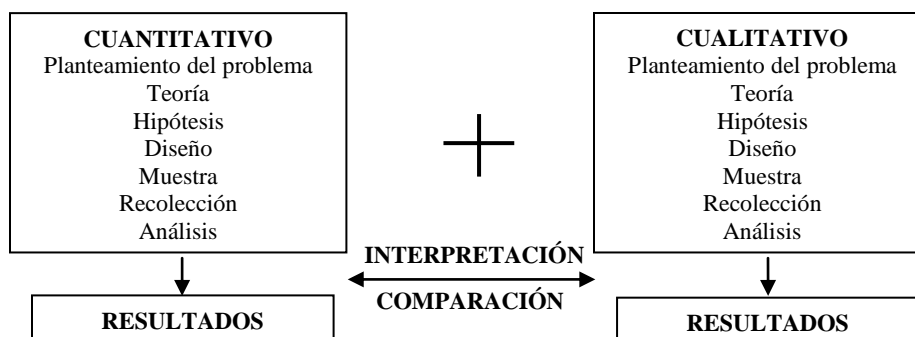 CUANTITATIVO
Planteamiento del problema
Teoría
Hipótesis
Diseño
Muestra
Recolección
Análisis
CUALITATIVO
Planteamiento del problema
Teoría
Hipótesis
Diseño
Muestra
Recolección
Análisis
INTERPRETACIÓN
COMPARACIÓN
RESULTADOS
RESULTADOS